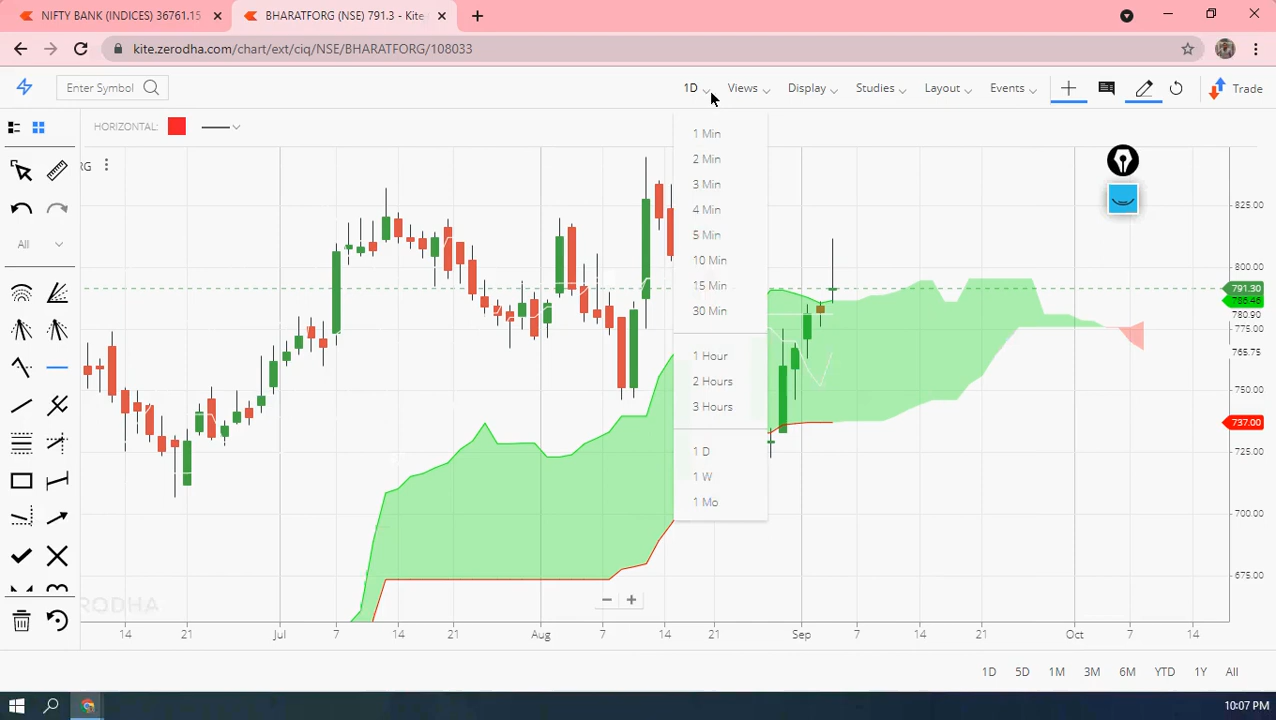 NIFTY BANK (INDICES) 36761.15
BHARATFORG (NSE) 791.3 - Kite
kite.zerodha.com/chart/ext/ciq/NSE/BHARATFORG/108033
Enter Symbol
1D
Views
Display
Studies
Layout
Events
Trade
HORIZONTAL:
RG
All
1 Min
2 Min
3 Min
4 Min
5 Min
10 Min
15 Min
30 Min
1 Hour
2 Hours
3 Hours
1 D
1 W
1 Mo
825.00
800.00
791.30
786.46
780.90
775.00
765.75
750.00
737.00
725.00
700.00
675.00
ERODHA
14 21 Jul 7 14 21 Aug 7 14 21 Sep 7 14 21 Oct 7 14
1D 5D 1M 3M 6M YTD 1Y All
10:07 PM